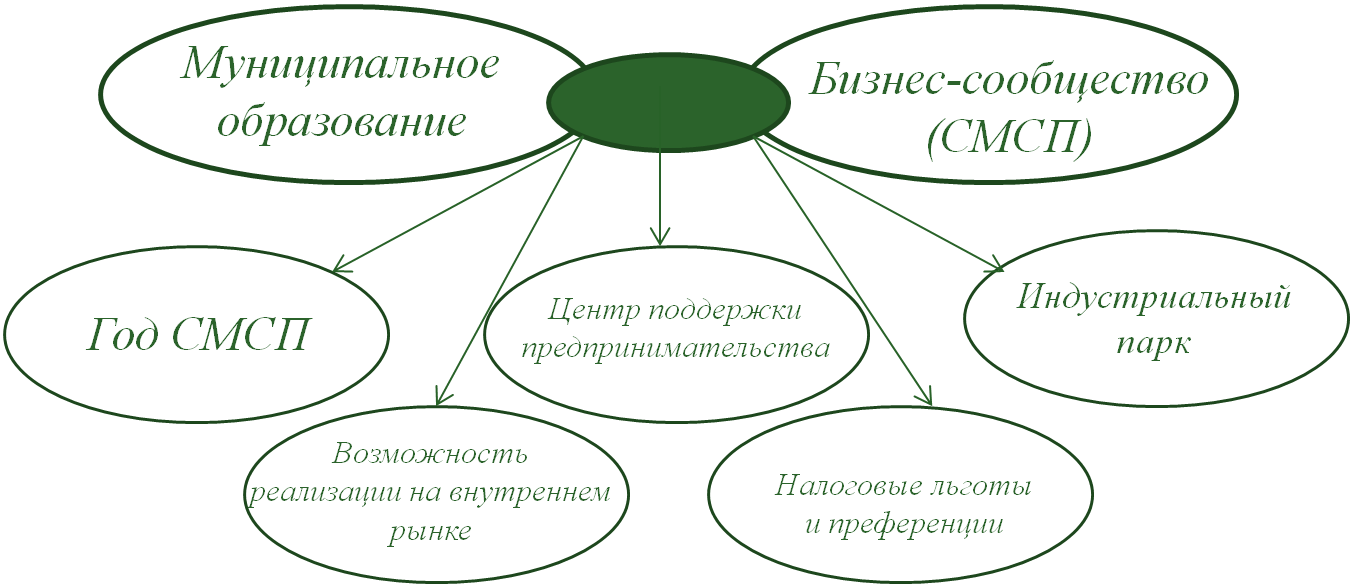 Муниципальное
образование
Бизнес-сообщество
(СМСП)
Год СМСП
Центр поддержки
предпринимательства
Индустриальный
парк
Возможность
реализации на внутреннем
рынке
Налоговые льготы
и преференции